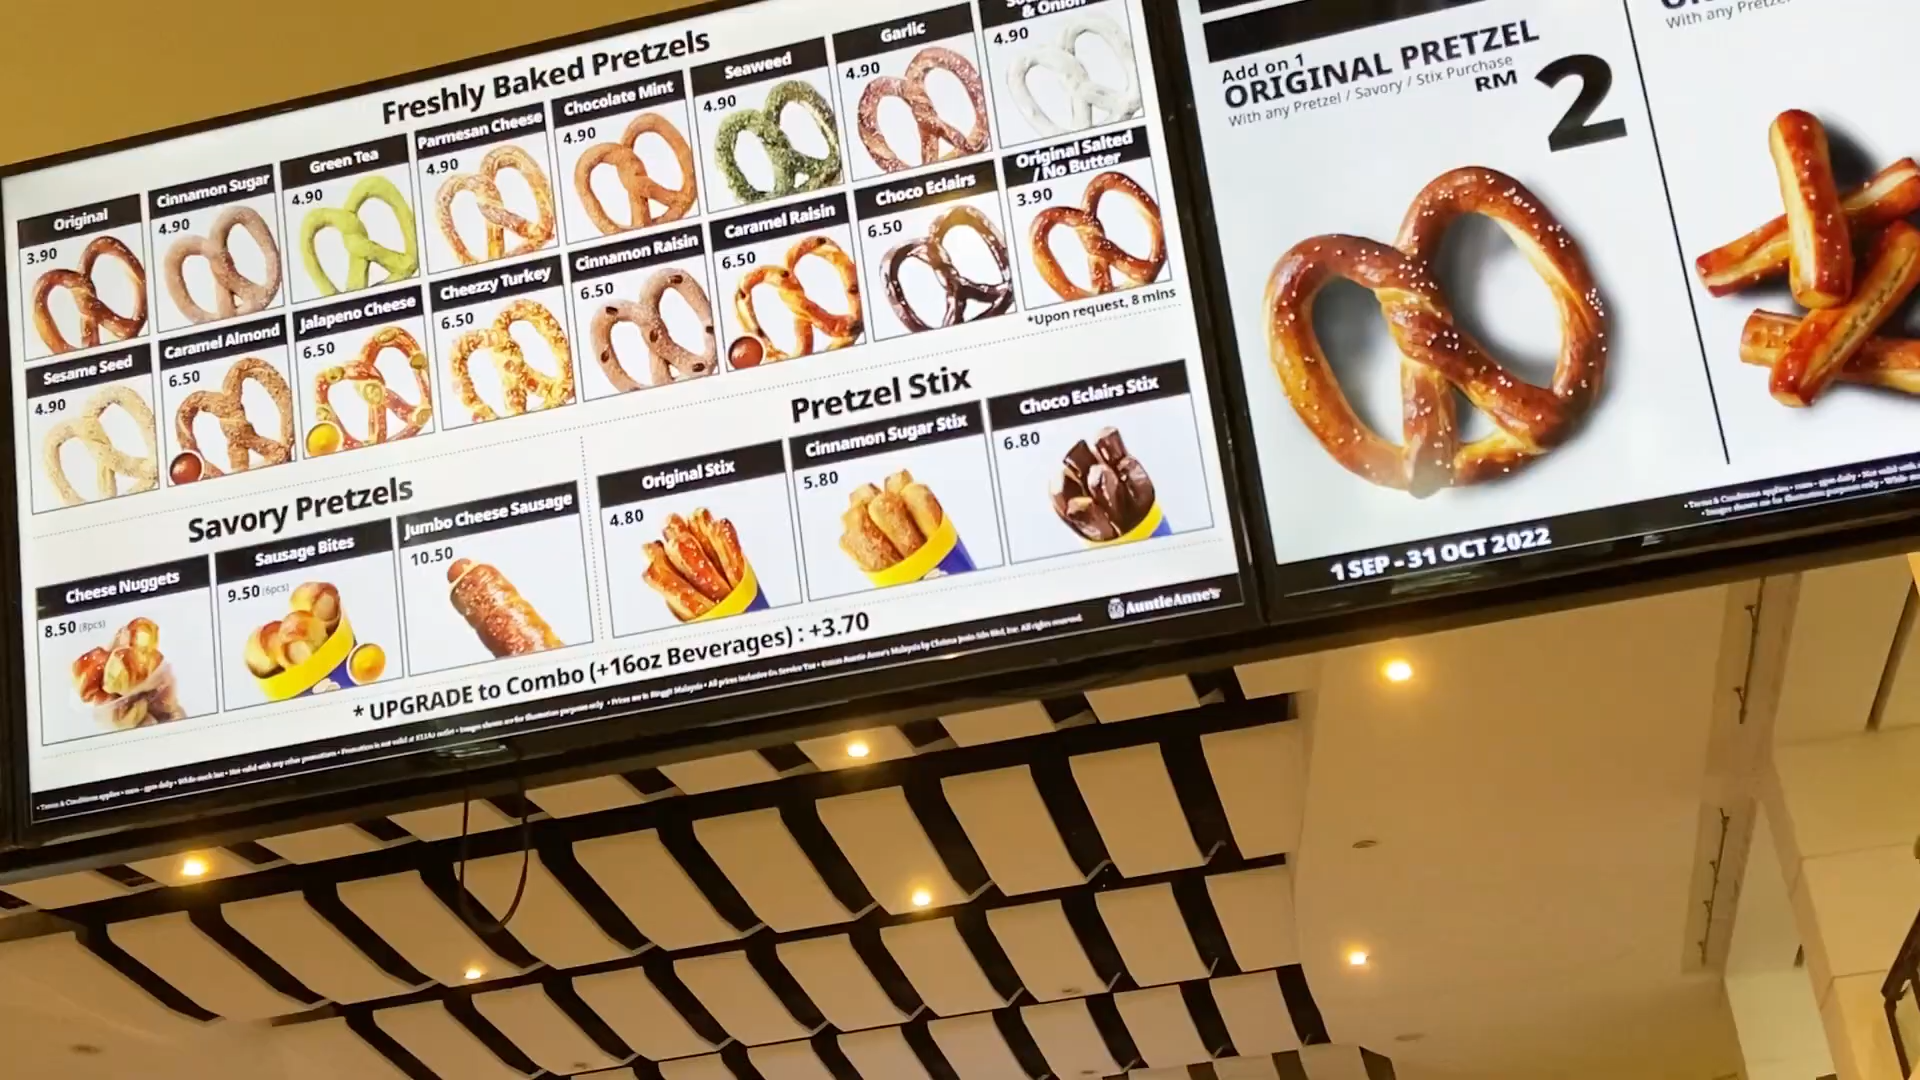 Freshly Baked Pretzels
Original
3.90
Cinnamon Sugar
4.90
Green Tea
4.90
Parmesan Cheese
4.90
Chocolate Mint
4.90
Seaweed
4.90
Garlic
4.90
& Onion
4.90
Sesame Seed
4.90
Caramel Almond
6.50
Jalapeno Cheese
6.50
Cheezzy Turkey
6.50
Cinnamon Raisin
6.50
Caramel Raisin
6.50
Choco Eclairs
6.50
Original Salted
/ No Butter
3.90
*Upon request, 8 mins
Savory Pretzels
Cheese Nuggets
8.50 (8pcs)
Sausage Bites
9.50 (6pcs)
Jumbo Cheese Sausage
10.50
Pretzel Stix
Original Stix
4.80
Cinnamon Sugar Stix
5.80
Choco Eclairs Stix
6.80
* UPGRADE to Combo (+16oz Beverages) : +3.70
Auntie Anne's
Add on 1
ORIGINAL PRETZEL
With any Pretzel / Savory / Stix Purchase
RM 2
1 SEP - 31 OCT 2022
With any